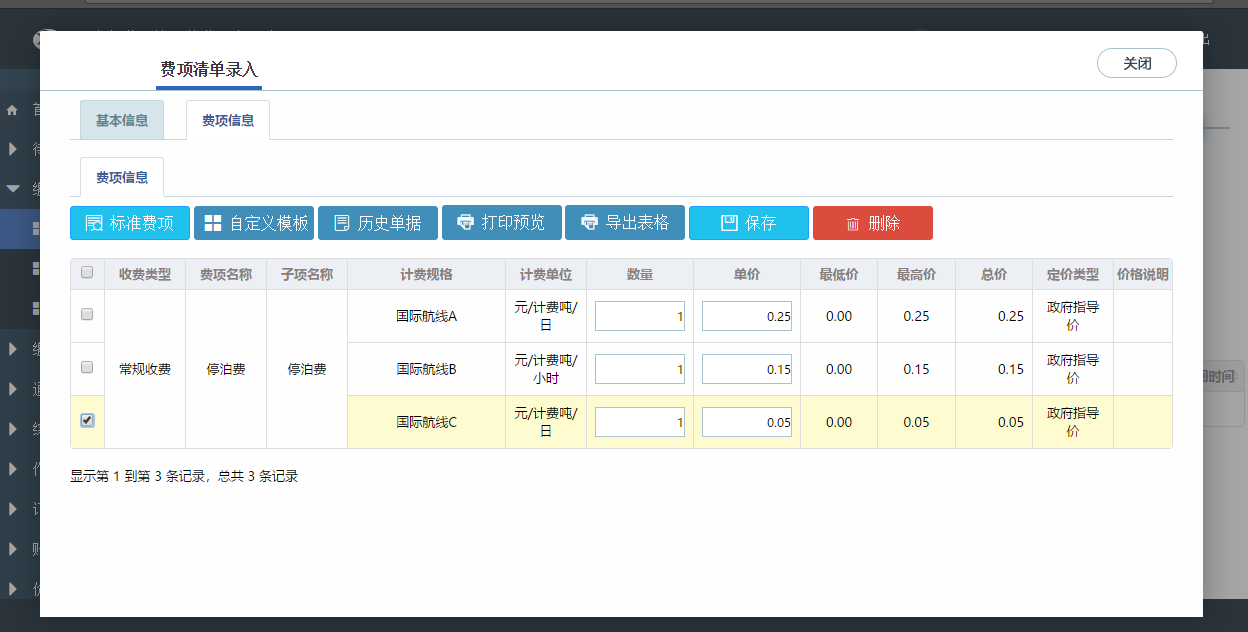 费项清单录入
关闭
基本信息
费项信息
费项信息
标准费项
自定义模板
历史单据
打印预览
导出表格
保存
删除
收费类型 费项名称 子项名称 计费规格 计费单位 数量 单价 最低价 最高价 总价 定价类型 价格说明
常规收费 停泊费 停泊费
国际航线A 元/计费吨/
日 1 0.25 0.00 0.25 0.25 政府指导
价
国际航线B 元/计费吨/
小时 1 0.15 0.00 0.15 0.15 政府指导
价
国际航线C 元/计费吨/
日 1 0.05 0.00 0.05 0.05 政府指导
价
显示第 1 到第 3 条记录，总共 3 条记录
时间